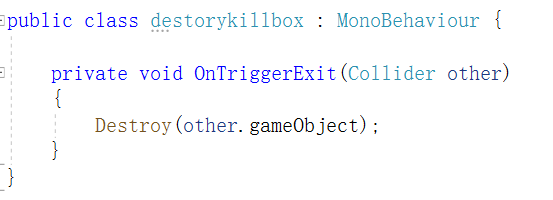 public class destorykillbox : MonoBehaviour {
private void OnTriggerExit(Collider other)
{
Destroy(other.gameObject);
}
}